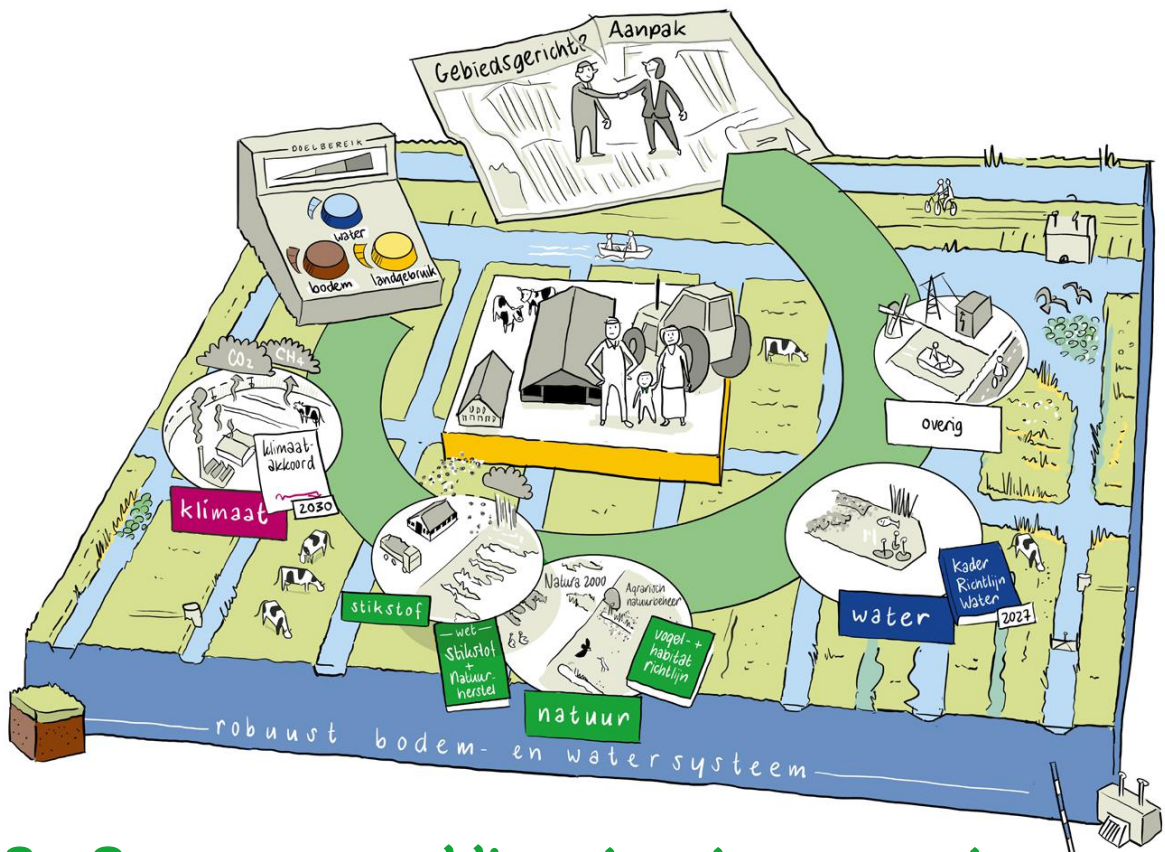 Gebiedsgerichte Aanpak
DOELBEREIK
water
bodem
landgebruik
CO2
CH4
klimaat-
akkoord
2030
klimaat
overig
stikstof
wet
Stikstof
+
Natuur-
herstel
Natura 2000
Agrarisch
natuurbeheer
vogel- +
habitat
richtlijn
natuur
Kader
Richtlijn
Water
2027
water
robuust bodem- en watersysteem